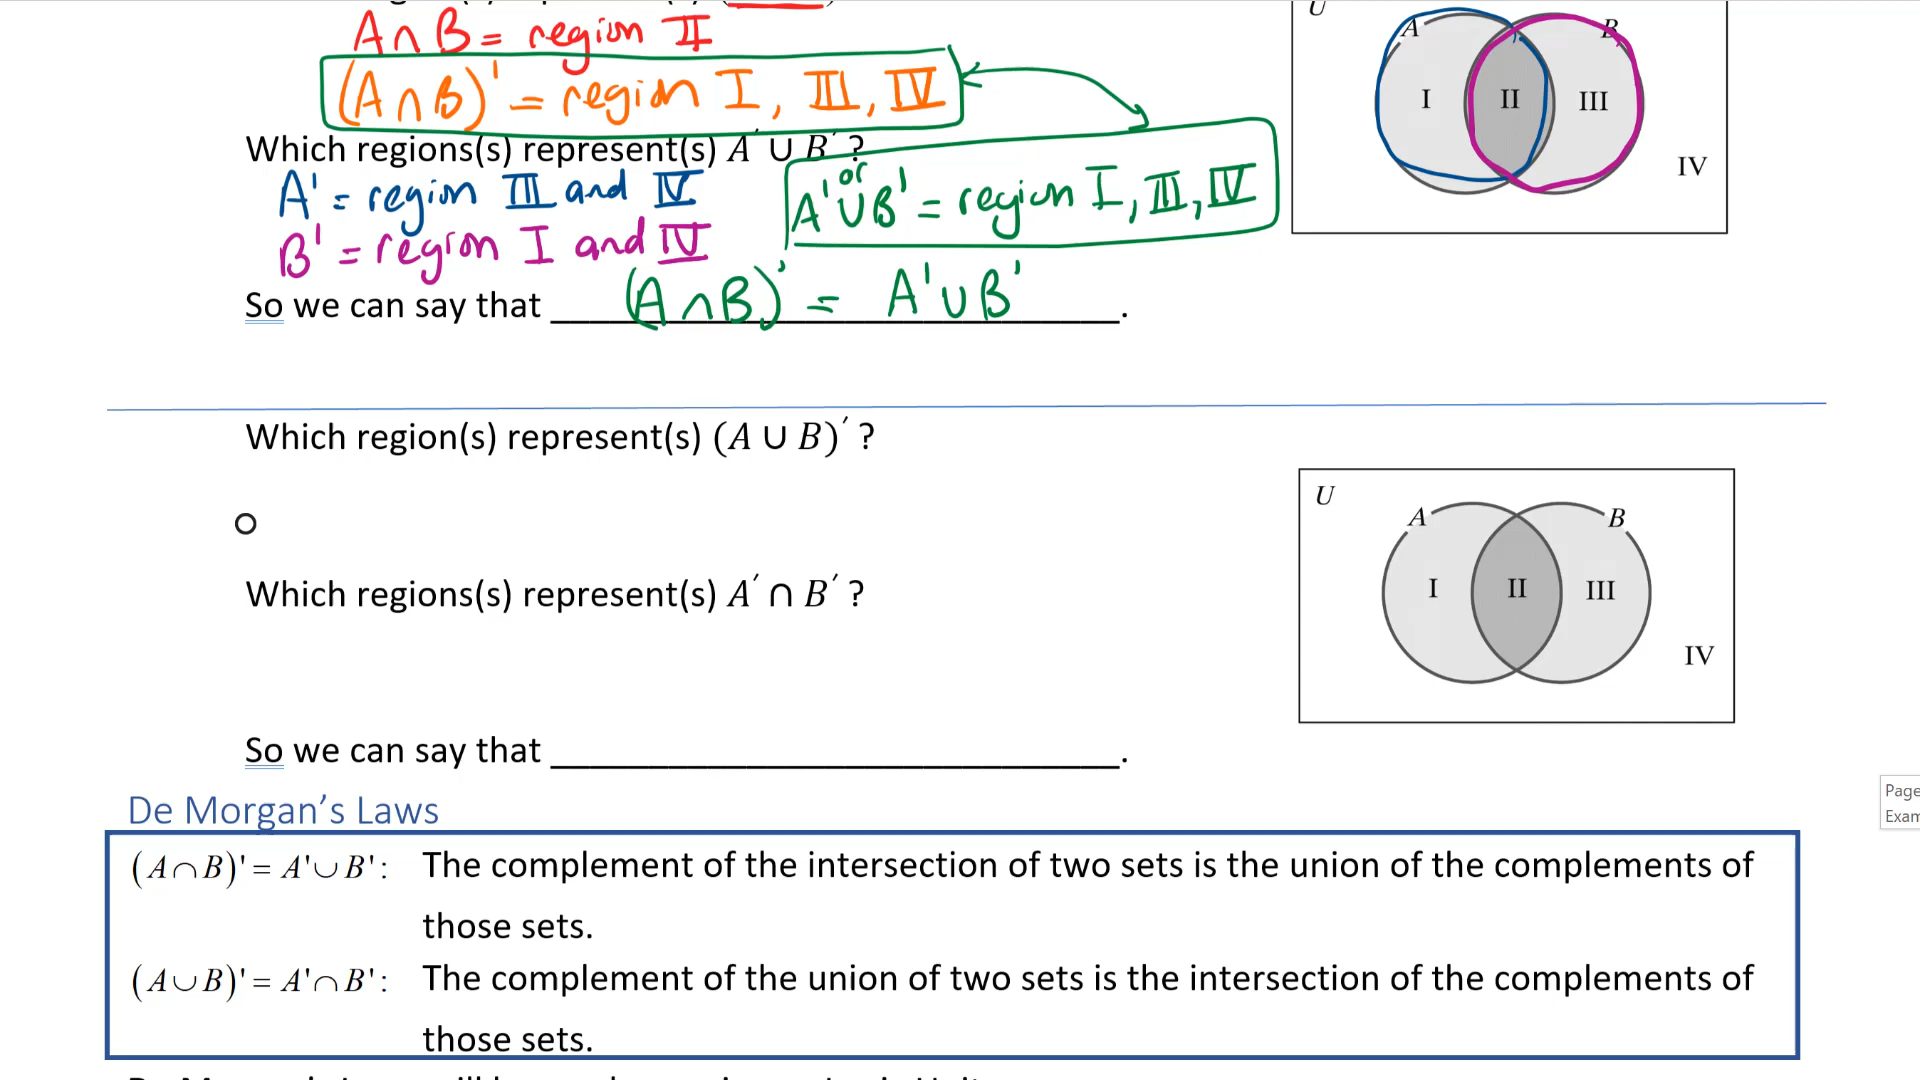 A∩B = region II
(A∩B)' = region I, III, IV
Which regions(s) represent(s) A′ ∪ B′ ?
A' = region III and IV
or
A'∪B' = region I, III, IV
B' = region I and IV
So we can say that (A∩B)' = A'∪B' .
U
A
B
I
II
III
IV
Which region(s) represent(s) (A ∪ B)′ ?
Which regions(s) represent(s) A′ ∩ B′ ?
So we can say that ______________________________.
U
A
B
I
II
III
IV
De Morgan’s Laws
(A∩B)'= A'∪B': The complement of the intersection of two sets is the union of the complements of
those sets.
(A∪B)'= A'∩B': The complement of the union of two sets is the intersection of the complements of
those sets.
Page